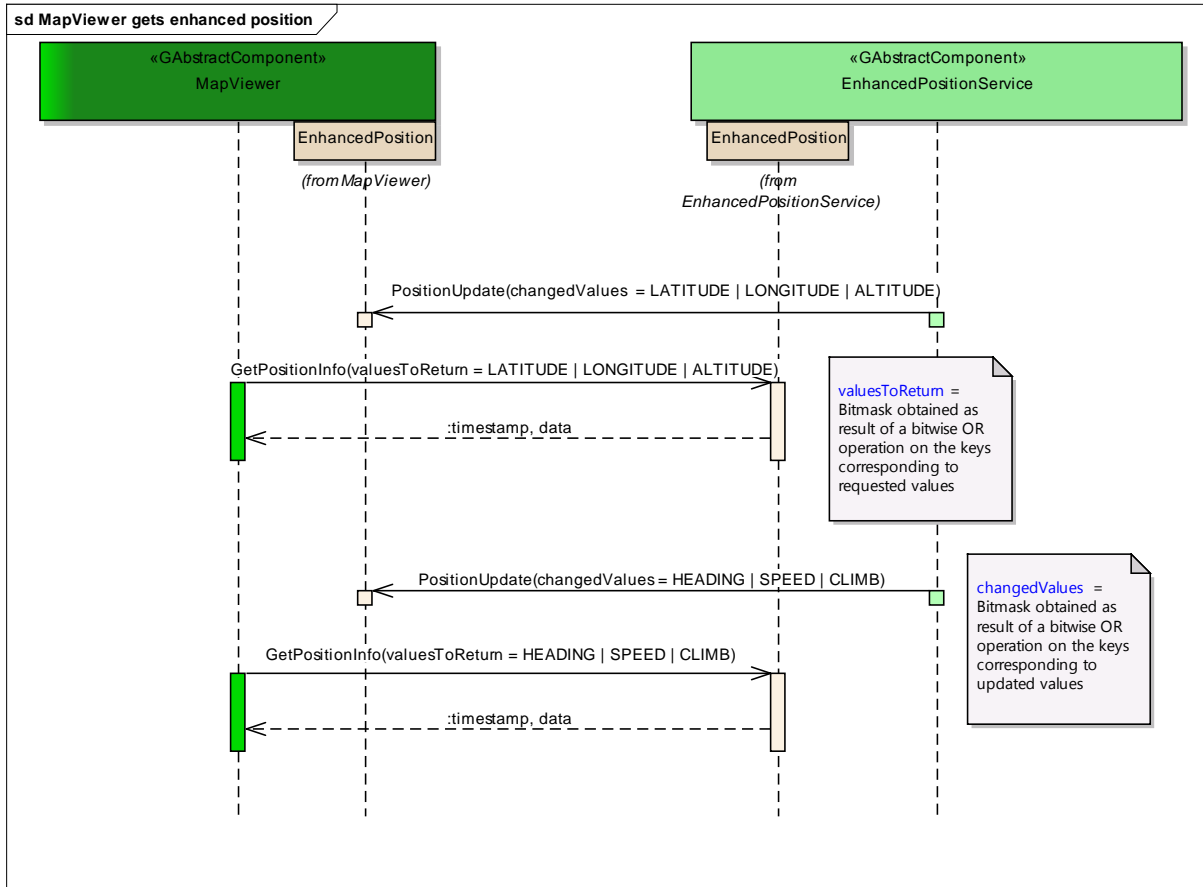 sd MapViewer gets enhanced position
«GAbstractComponent»
MapViewer
«GAbstractComponent»
EnhancedPositionService
EnhancedPosition
EnhancedPosition
(from MapViewer)
(from
EnhancedPositionService)
PositionUpdate(changedValues = LATITUDE | LONGITUDE | ALTITUDE)
GetPositionInfo(valuesToReturn = LATITUDE | LONGITUDE | ALTITUDE)
:timestamp, data
valuesToReturn =
Bitmask obtained as
result of a bitwise OR
operation on the keys
corresponding to
requested values
PositionUpdate(changedValues = HEADING | SPEED | CLIMB)
changedValues =
Bitmask obtained as
result of a bitwise OR
operation on the keys
corresponding to
updated values
GetPositionInfo(valuesToReturn = HEADING | SPEED | CLIMB)
:timestamp, data